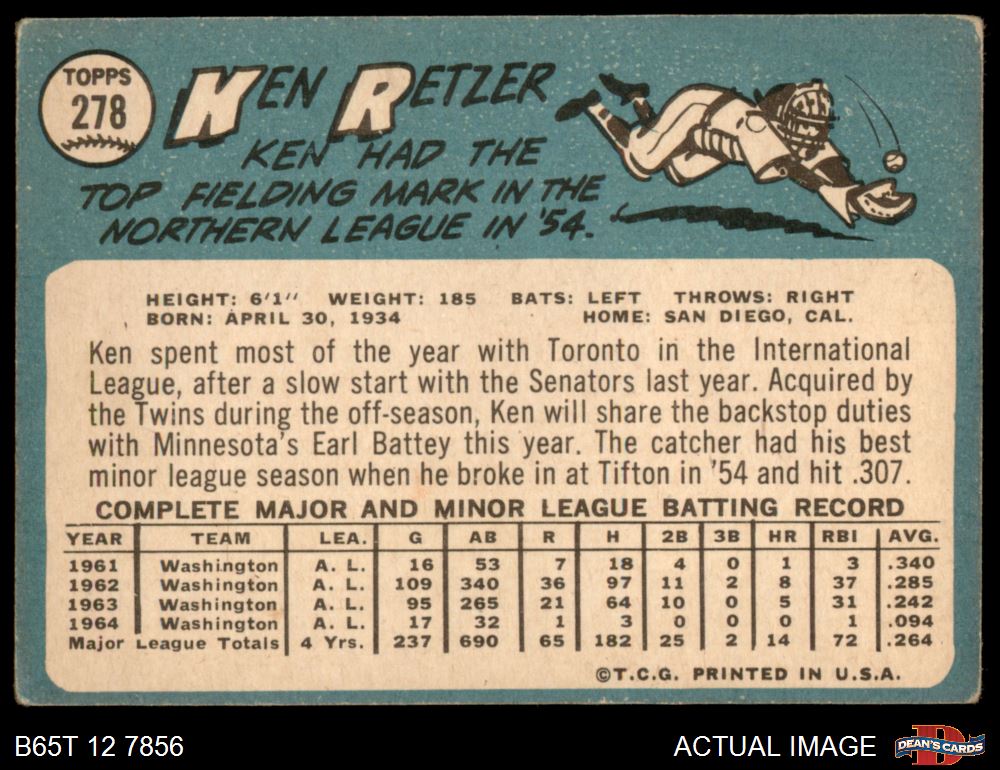 TOPPS
278
KEN RETZER
KEN HAD THE
TOP FIELDING MARK IN THE
NORTHERN LEAGUE IN '54.
HEIGHT: 6'1" WEIGHT: 185 BATS: LEFT THROWS: RIGHT
BORN: APRIL 30, 1934 HOME: SAN DIEGO, CAL.
Ken spent most of the year with Toronto in the International
League, after a slow start with the Senators last year. Acquired by
the Twins during the off-season, Ken will share the backstop duties
with Minnesota's Earl Battey this year. The catcher had his best
minor league season when he broke in at Tifton in '54 and hit .307.
COMPLETE MAJOR AND MINOR LEAGUE BATTING RECORD
YEAR TEAM LEA. G AB R H 2B 3B HR RBI AVG.
1961 Washington A. L. 16 53 7 18 4 0 1 3 .340
1962 Washington A. L. 109 340 36 97 11 2 8 37 .285
1963 Washington A. L. 95 265 21 64 10 0 5 31 .242
1964 Washington A. L. 17 32 1 3 0 0 0 1 .094
Major League Totals 4 Yrs. 237 690 65 182 25 2 14 72 .264
©T.C.G. PRINTED IN U.S.A.
B65T 12 7856 ACTUAL IMAGE DEAN'S CARDS